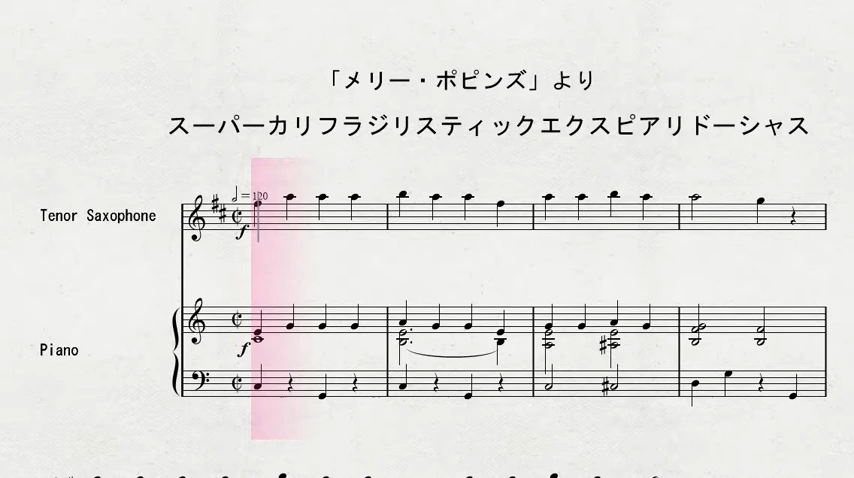 「メリー・ポピンズ」より
スーパーカリフラジリスティックエクスピアリドーシャス
=120
Tenor Saxophone
f
f
Piano